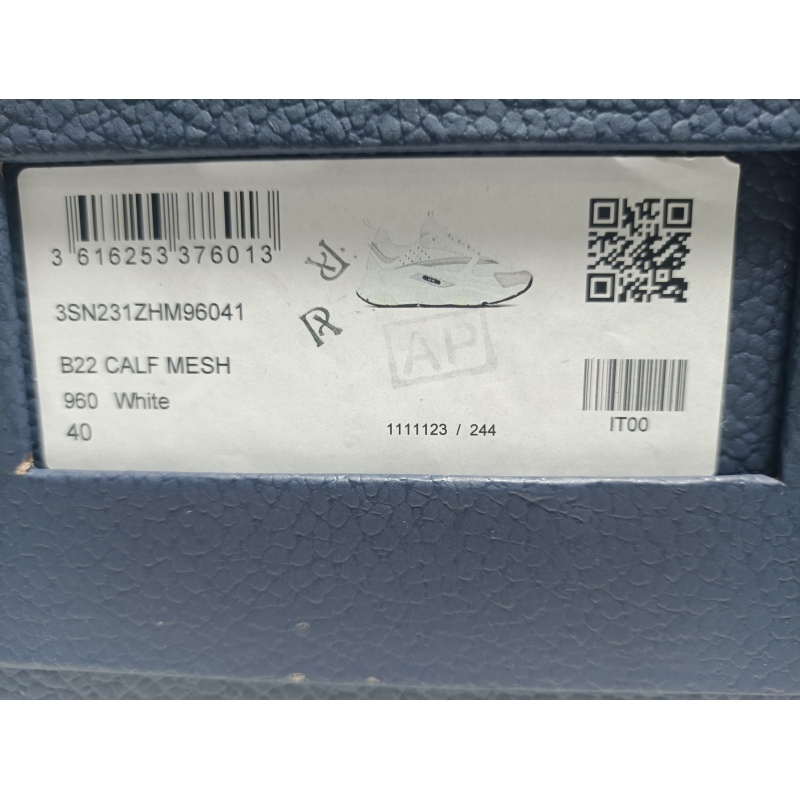 3 616253 376013
3SN231ZHM96041
B22 CALF MESH
960 White
40
R
R
AP
1111123 / 244
IT00